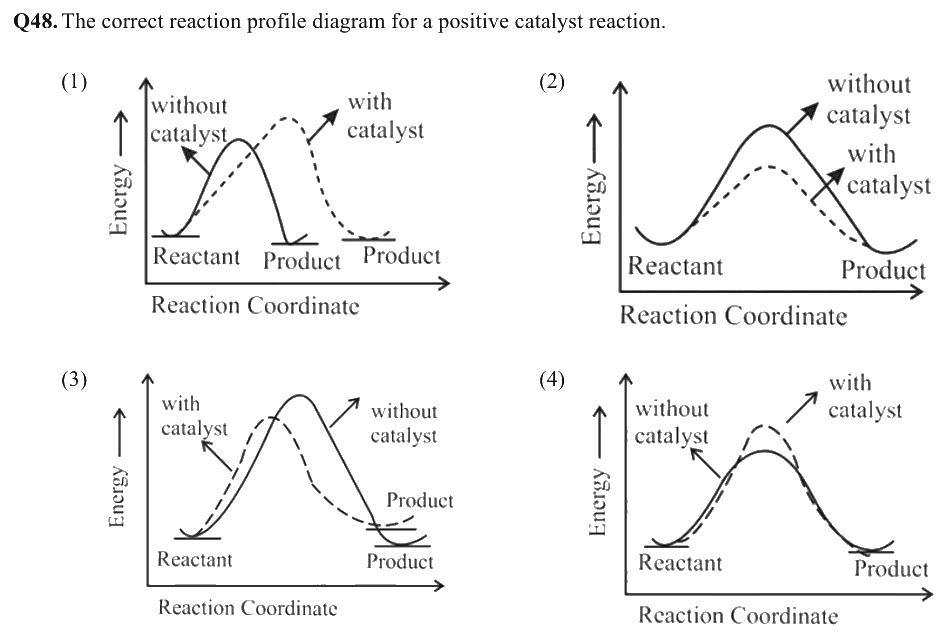 Q48. The correct reaction profile diagram for a positive catalyst reaction.
(1)
without
catalyst
with
catalyst
Energy
Reactant
Product
Product
Reaction Coordinate
(2)
without
catalyst
with
catalyst
Energy
Reactant
Product
Reaction Coordinate
(3)
with
catalyst
without
catalyst
Energy
Product
Reactant
Product
Reaction Coordinate
(4)
with
catalyst
without
catalyst
Energy
Reactant
Product
Reaction Coordinate